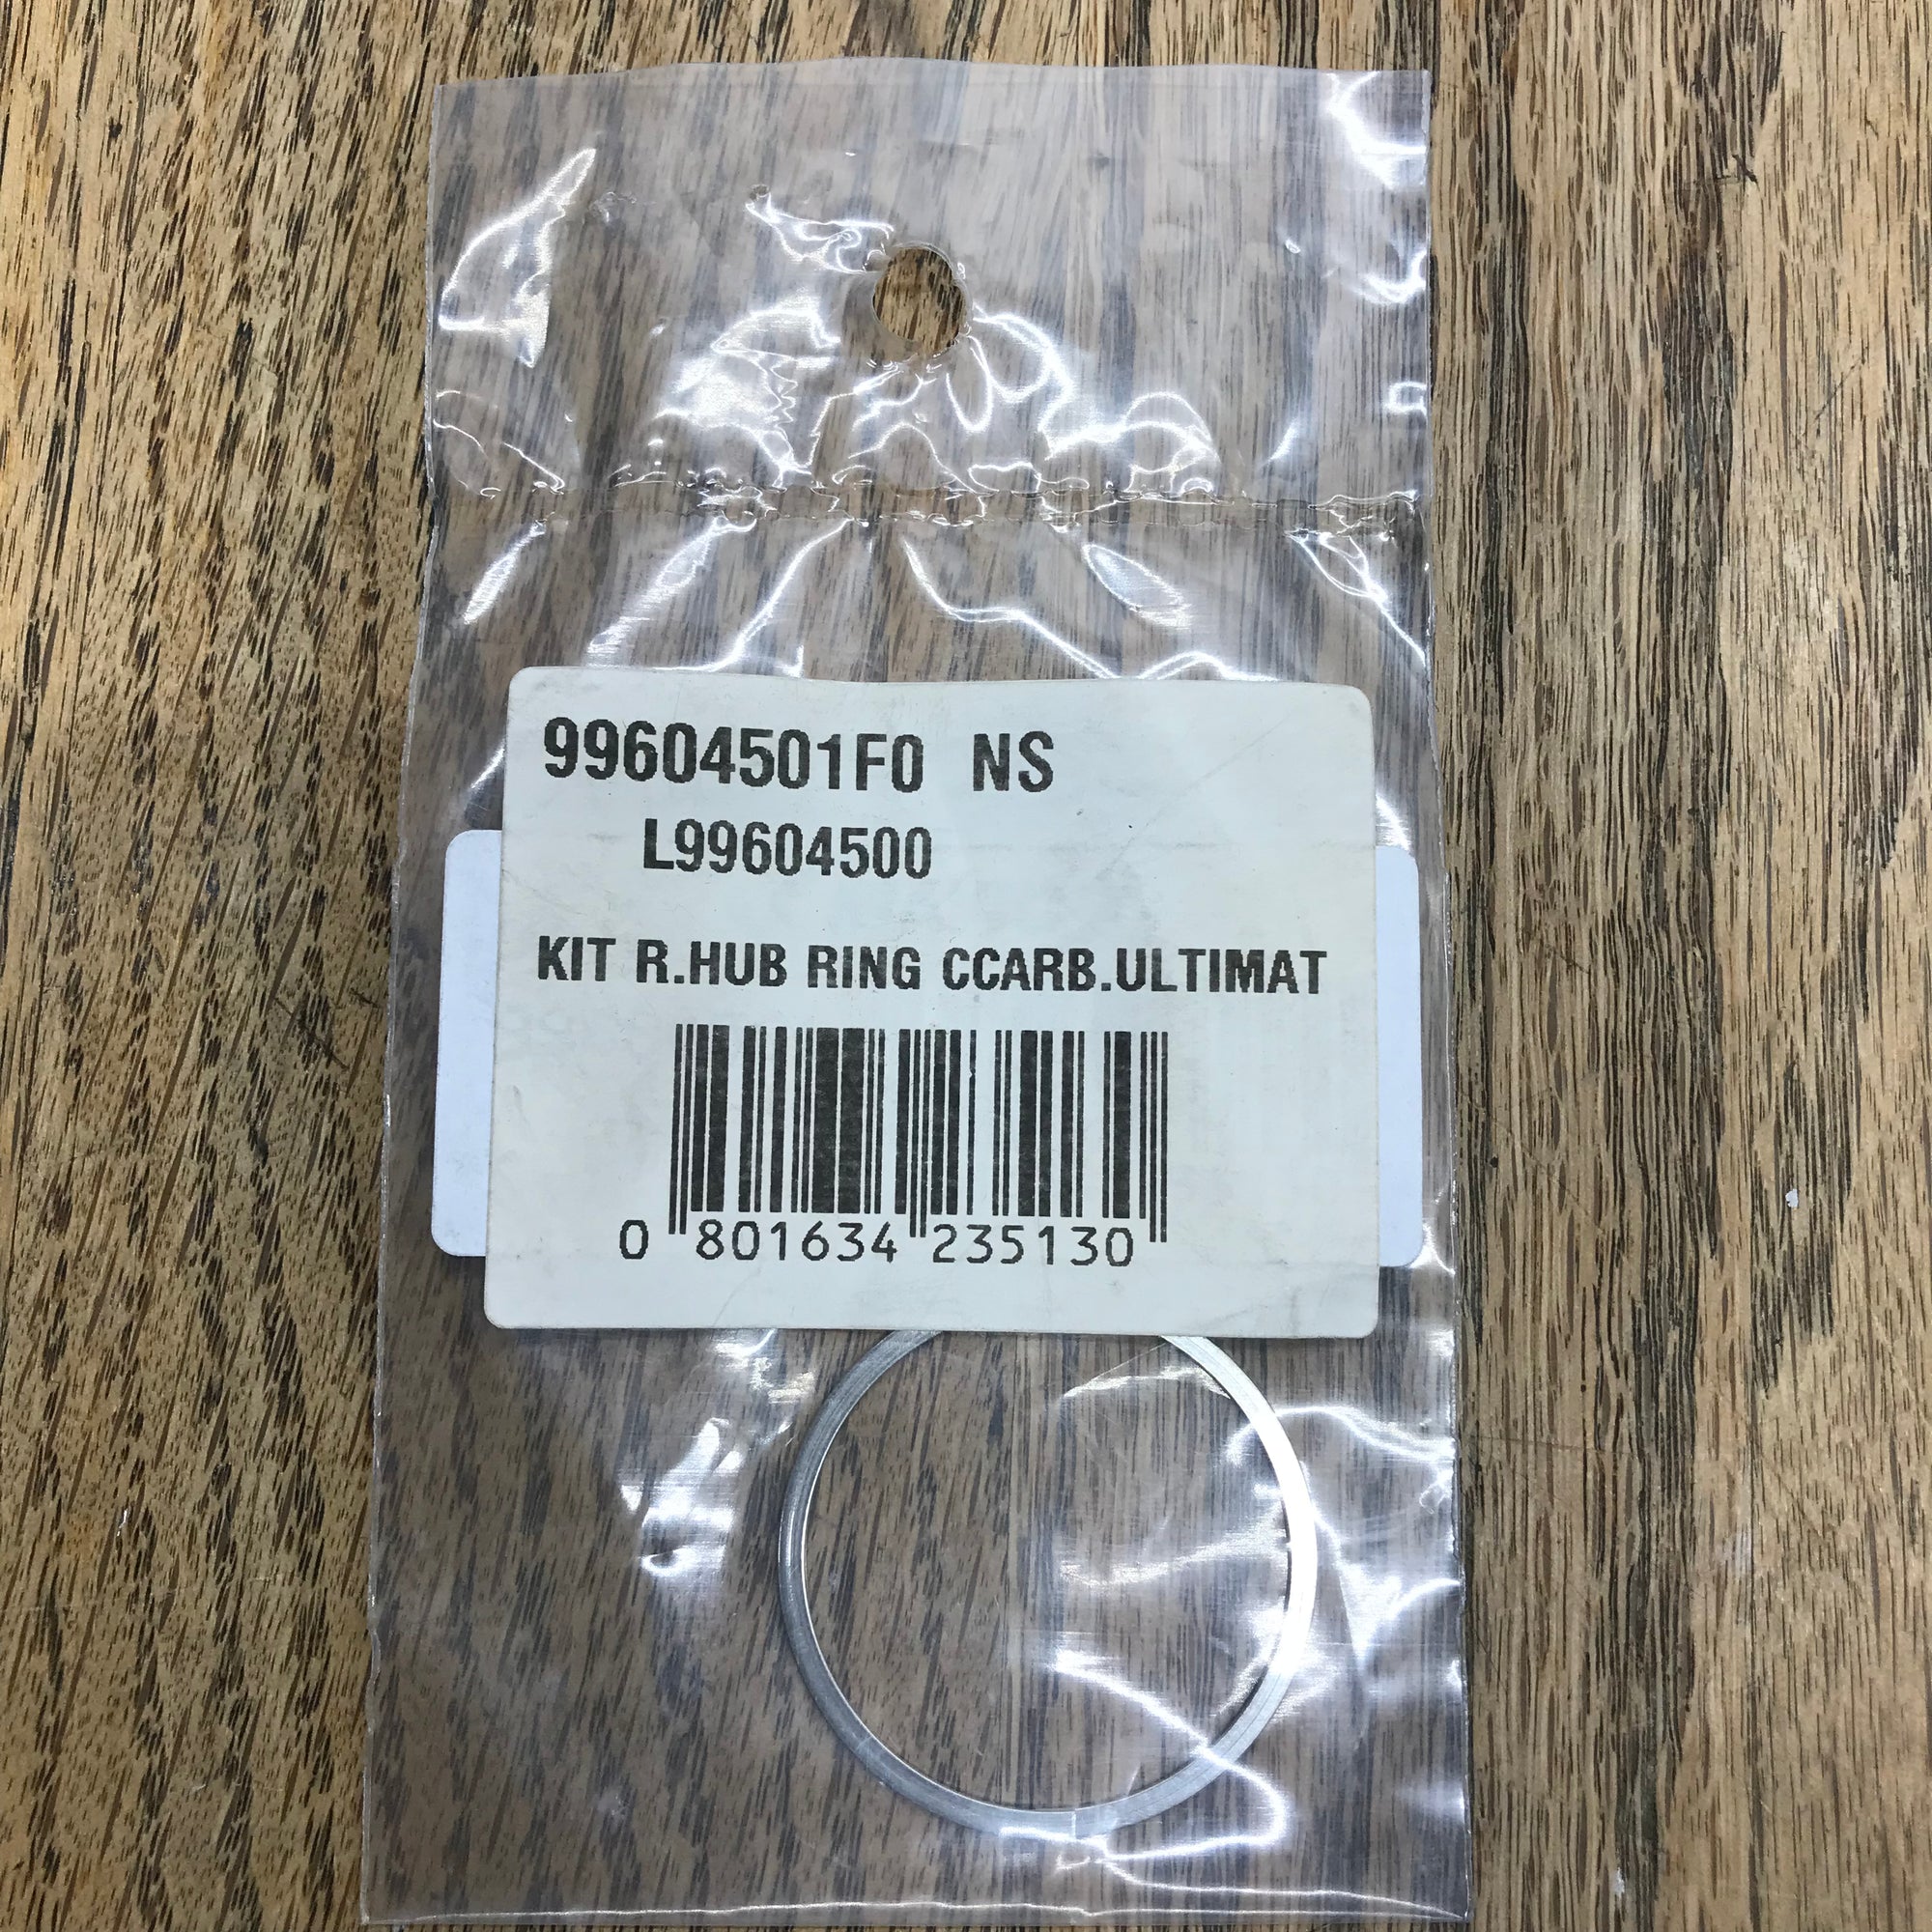 99604501F0 NS
L99604500
KIT R.HUB RING CCARB.ULTIMAT
0 801634 235130